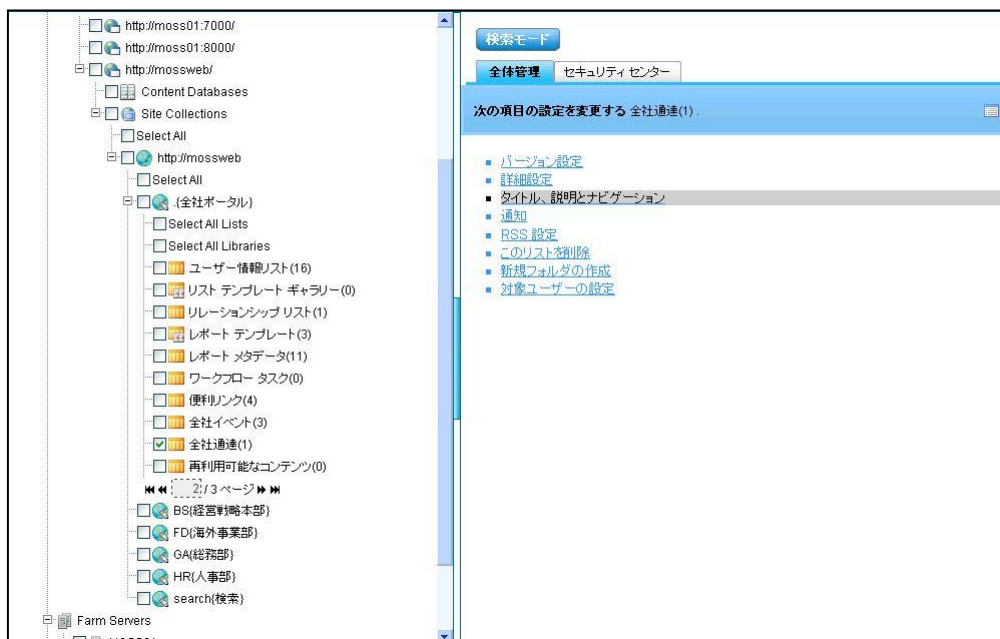 http://moss01:7000/
http://moss01:8000/
http://mossweb/
Content Databases
Site Collections
Select All
http://mossweb
Select All
.{全社ポータル}
Select All Lists
Select All Libraries
ユーザー情報リスト(16)
リスト テンプレート ギャラリー(0)
リレーションシップ リスト(1)
レポート テンプレート(3)
レポート メタデータ(11)
ワークフロー タスク(0)
便利リンク(4)
全社イベント(3)
全社通達(1)
再利用可能なコンテンツ(0)
2 / 3 ページ
BS{経営戦略本部}
FD{海外事業部}
GA{総務部}
HR{人事部}
search{検索}
Farm Servers
検索モード
全体管理 セキュリティ センター
次の項目の設定を変更する 全社通達(1) .
バージョン設定
詳細設定
タイトル、説明とナビゲーション
通知
RSS 設定
このリストを削除
新規フォルダの作成
対象ユーザーの設定